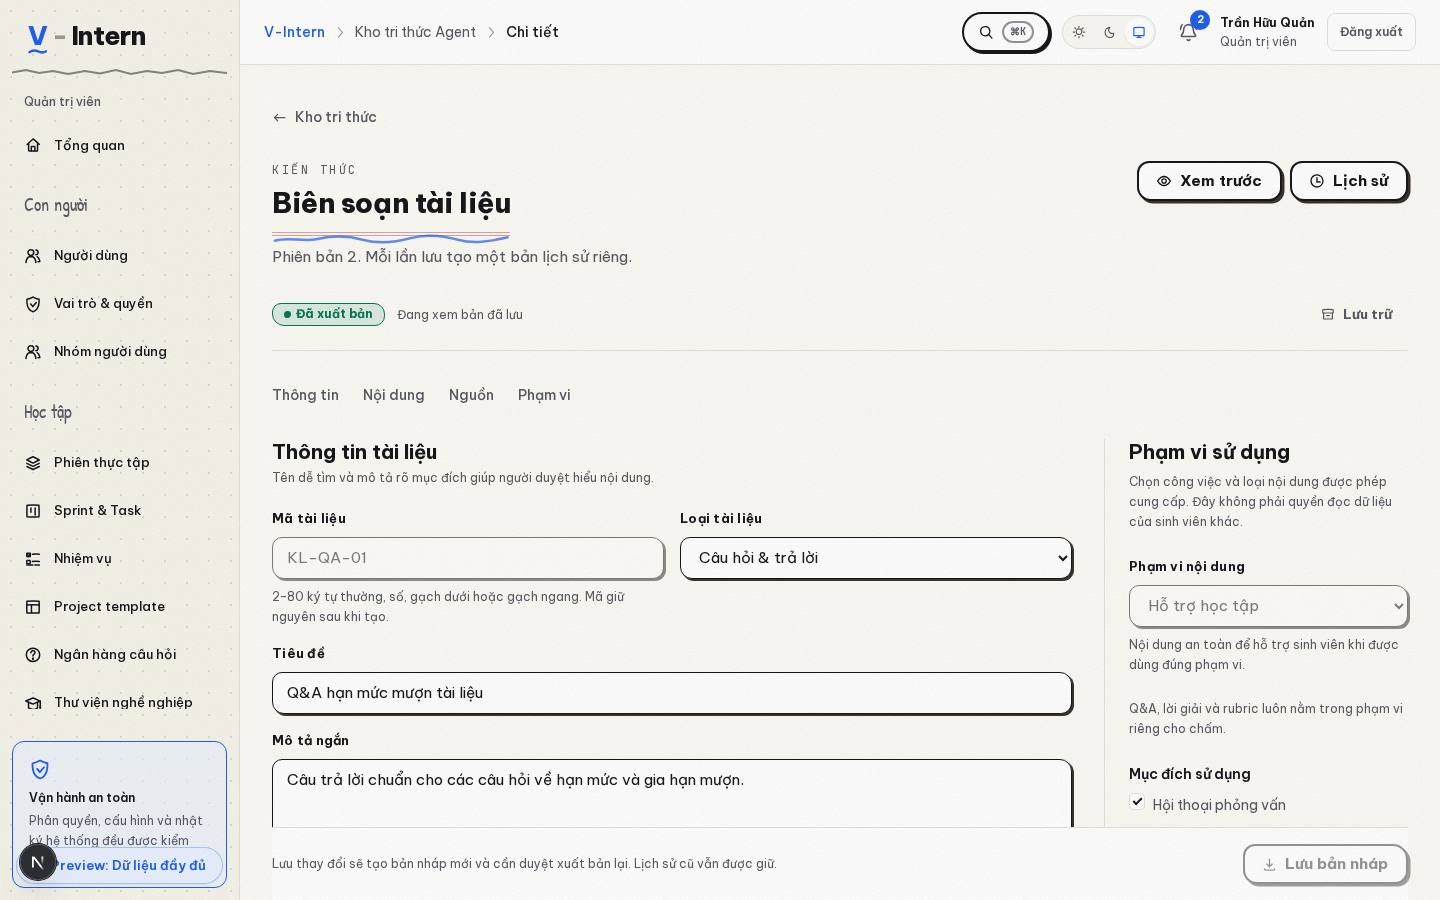 V - Intern
V-Intern
Kho tri thức Agent
Chi tiết
⌘K
2
Trần Hữu Quản
Quản trị viên
Đăng xuất
Quản trị viên
Tổng quan
Con người
Người dùng
Vai trò & quyền
Nhóm người dùng
Học tập
Phiên thực tập
Sprint & Task
Nhiệm vụ
Project template
Ngân hàng câu hỏi
Thư viện nghề nghiệp
Vận hành an toàn
Phân quyền, cấu hình và nhật
ký hệ thống đều được kiểm
Preview: Dữ liệu đầy đủ
N
Kho tri thức
KIẾN THỨC
Biên soạn tài liệu
Phiên bản 2. Mỗi lần lưu tạo một bản lịch sử riêng.
Xem trước
Lịch sử
Đã xuất bản
Đang xem bản đã lưu
Lưu trữ
Thông tin
Nội dung
Nguồn
Phạm vi
Thông tin tài liệu
Tên dễ tìm và mô tả rõ mục đích giúp người duyệt hiểu nội dung.
Mã tài liệu
Loại tài liệu
KL-QA-01
Câu hỏi & trả lời
2–80 ký tự thường, số, gạch dưới hoặc gạch ngang. Mã giữ
nguyên sau khi tạo.
Tiêu đề
Q&A hạn mức mượn tài liệu
Mô tả ngắn
Câu trả lời chuẩn cho các câu hỏi về hạn mức và gia hạn mượn.
Phạm vi sử dụng
Chọn công việc và loại nội dung được phép
cung cấp. Đây không phải quyền đọc dữ liệu
của sinh viên khác.
Phạm vi nội dung
Hỗ trợ học tập
Nội dung an toàn để hỗ trợ sinh viên khi được
dùng đúng phạm vi.
Q&A, lời giải và rubric luôn nằm trong phạm vi
riêng cho chấm.
Mục đích sử dụng
Hội thoại phỏng vấn
Lưu thay đổi sẽ tạo bản nháp mới và cần duyệt xuất bản lại. Lịch sử cũ vẫn được giữ.
Lưu bản nháp